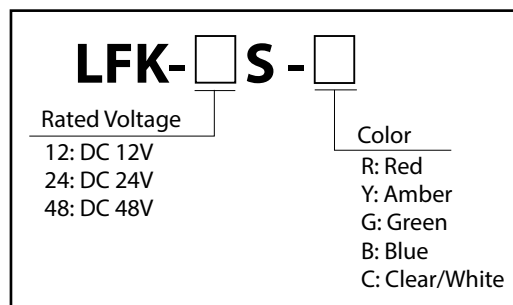 LFK-□S-□
Rated Voltage
12: DC 12V
24: DC 24V
48: DC 48V
Color
R: Red
Y: Amber
G: Green
B: Blue
C: Clear/White